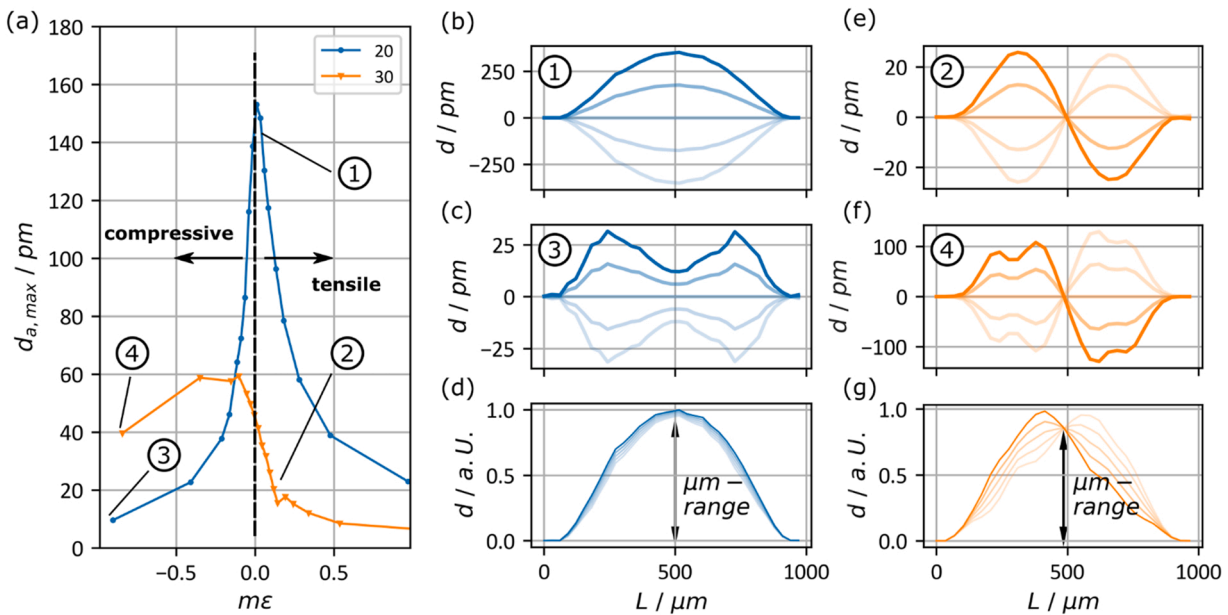 (a)
180
160
140
120
100
80
60
40
20
0
d_a,max / pm
−0.5
0.0
0.5
mε
20
30
compressive
tensile
①
②
③
④
(b)
①
250
0
−250
d / pm
(c)
③
25
0
−25
d / pm
(d)
1.0
0.5
0.0
d / a.U.
μm −
range
0
500
1000
L / μm
(e)
②
20
0
−20
d / pm
(f)
④
100
0
−100
d / pm
(g)
1.0
0.5
0.0
d / a.U.
μm −
range
0
500
1000
L / μm